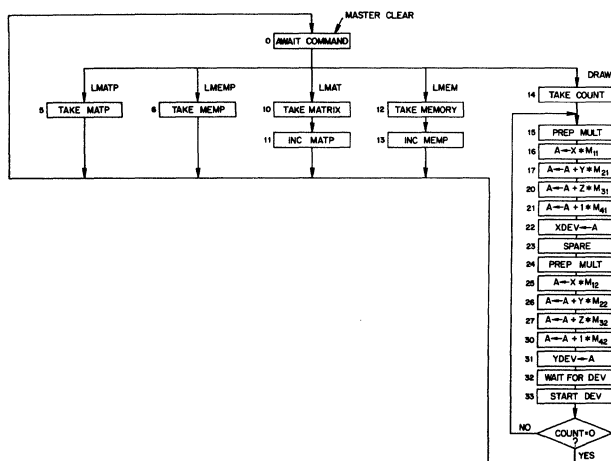 MASTER CLEAR
0 AWAIT COMMAND
LMATP
LMEMP
LMAT
LMEM
DRAW
5 TAKE MATP
6 TAKE MEMP
10 TAKE MATRIX
12 TAKE MEMORY
14 TAKE COUNT
11 INC MATP
13 INC MEMP
15 PREP MULT
16 A←X*M11
17 A←A+Y*M21
20 A←A+Z*M31
21 A←A+1*M41
22 XDEV←A
23 SPARE
24 PREP MULT
25 A←X*M12
26 A←A+Y*M22
27 A←A+Z*M32
30 A←A+1*M42
31 YDEV←A
32 WAIT FOR DEV
33 START DEV
NO
COUNT=0
?
YES